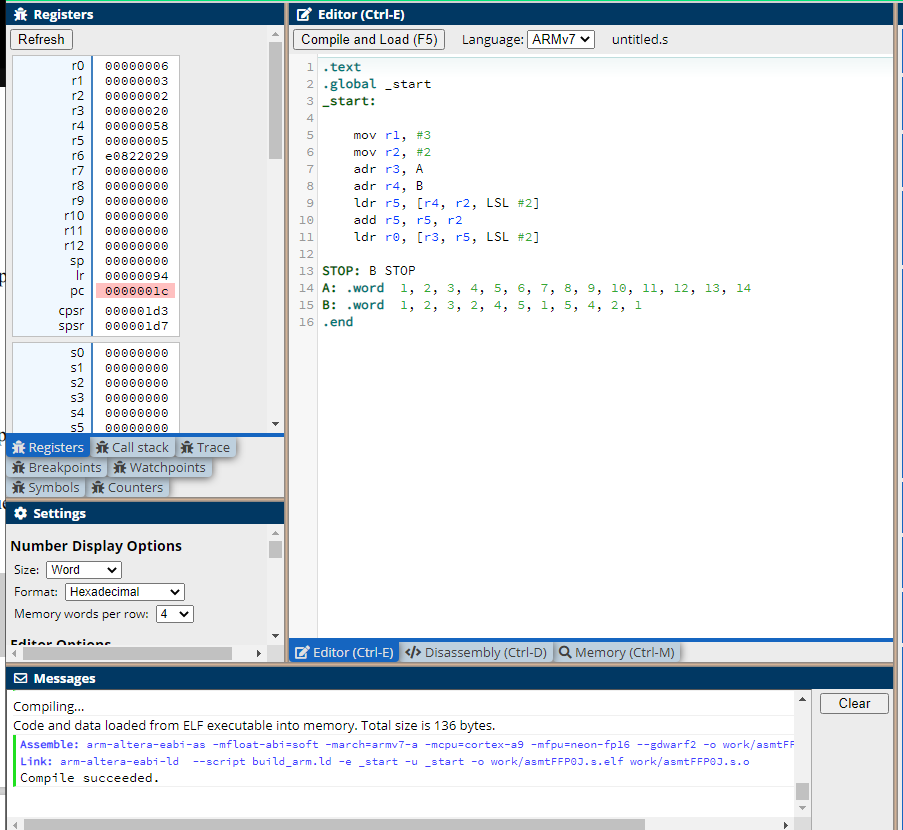 Registers
Refresh
r0 00000006
r1 00000003
r2 00000002
r3 00000020
r4 00000058
r5 00000005
r6 e0822029
r7 00000000
r8 00000000
r9 00000000
r10 00000000
r11 00000000
r12 00000000
sp 00000000
lr 00000094
pc 0000001c
cpsr 000001d3
spsr 000001d7
s0 00000000
s1 00000000
s2 00000000
s3 00000000
s4 00000000
s5 00000000
Registers Call stack Trace
Breakpoints Watchpoints
Symbols Counters
Settings
Number Display Options
Size: Word
Format: Hexadecimal
Memory words per row: 4
Editor Options
Editor (Ctrl-E)
Compile and Load (F5) Language: ARMv7 untitled.s
1 .text
2 .global _start
3 _start:
4
5 mov r1, #3
6 mov r2, #2
7 adr r3, A
8 adr r4, B
9 ldr r5, [r4, r2, LSL #2]
10 add r5, r5, r2
11 ldr r0, [r3, r5, LSL #2]
12
13 STOP: B STOP
14 A: .word 1, 2, 3, 4, 5, 6, 7, 8, 9, 10, 11, 12, 13, 14
15 B: .word 1, 2, 3, 2, 4, 5, 1, 5, 4, 2, 1
16 .end
Editor (Ctrl-E) Disassembly (Ctrl-D) Memory (Ctrl-M)
Messages
Clear
Compiling...
Code and data loaded from ELF executable into memory. Total size is 136 bytes.
Assemble: arm-altera-eabi-as -mfloat-abi=soft -march=armv7-a -mcpu=cortex-a9 -mfpu=neon-fp16 --gdwarf2 -o work/asmtFF
Link: arm-altera-eabi-ld --script build_arm.ld -e _start -u _start -o work/asmtFFP0J.s.elf work/asmtFFP0J.s.o
Compile succeeded.